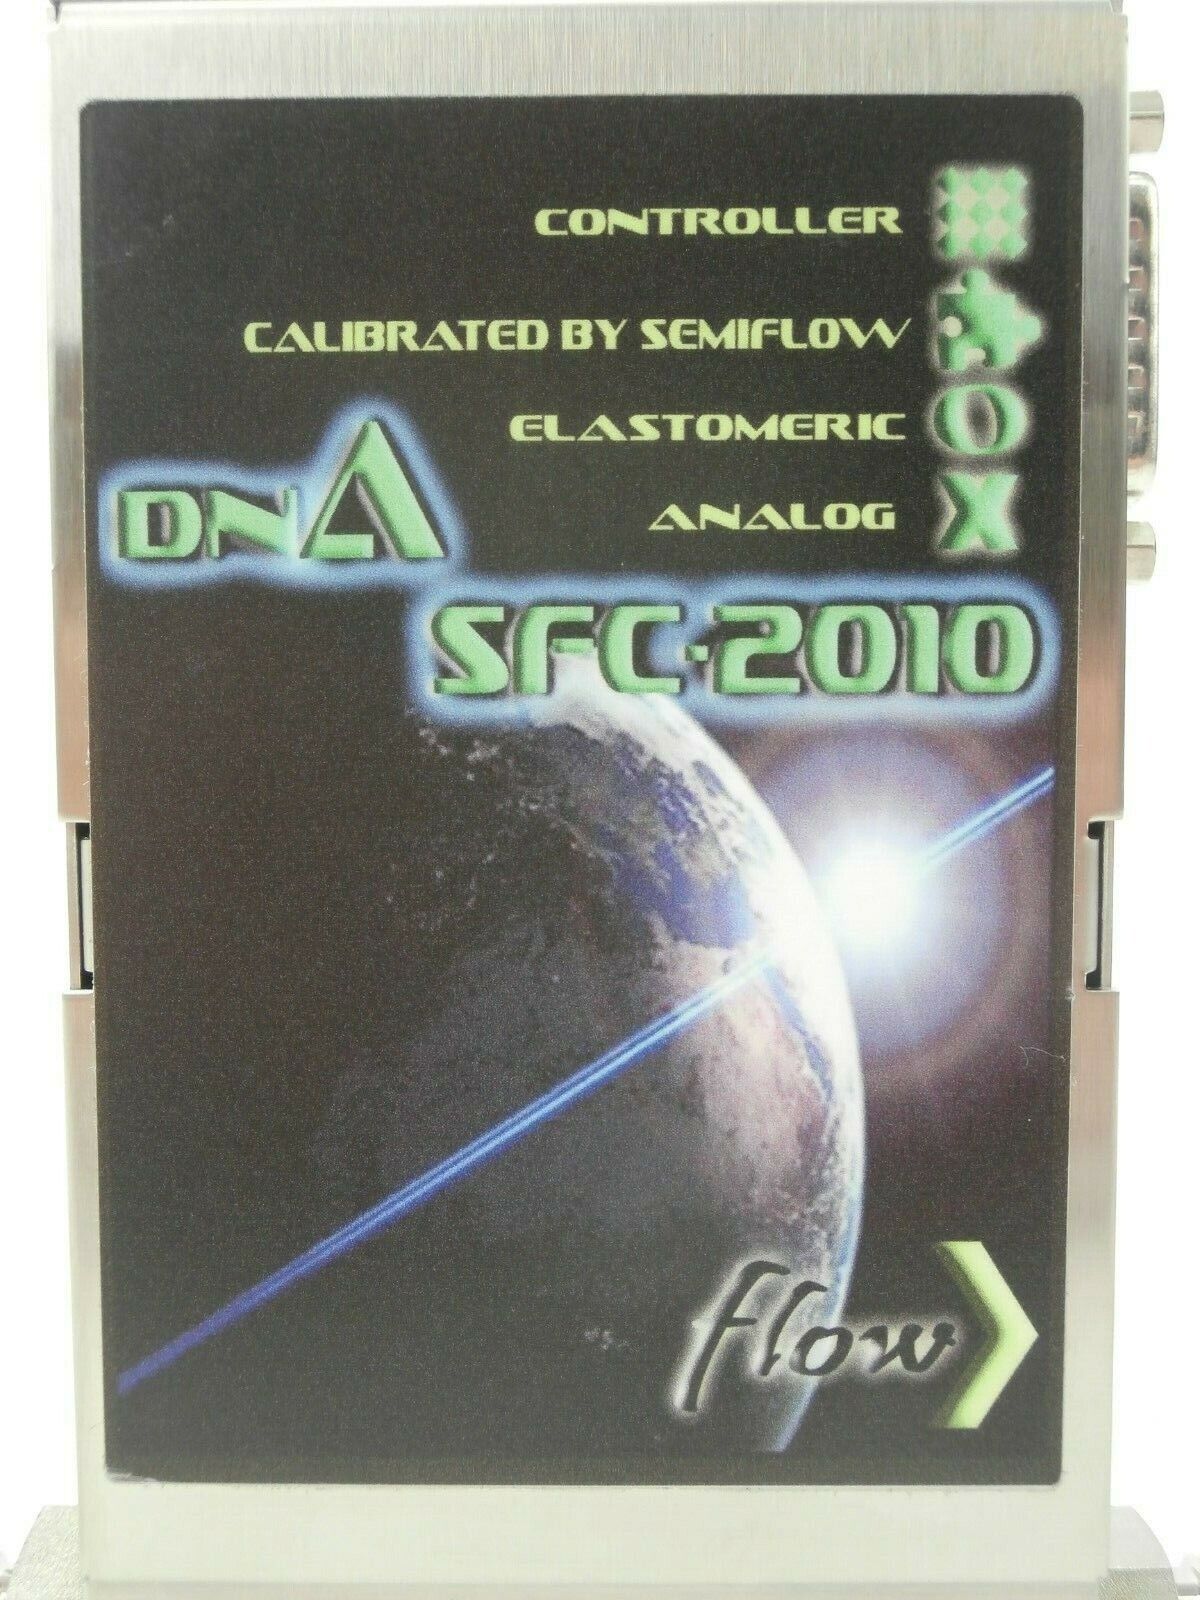 CONTROLLER
CALIBRATED BY SEMIFLOW
ELASTOMERIC
ANALOG
DNA
SFC-2010
flow